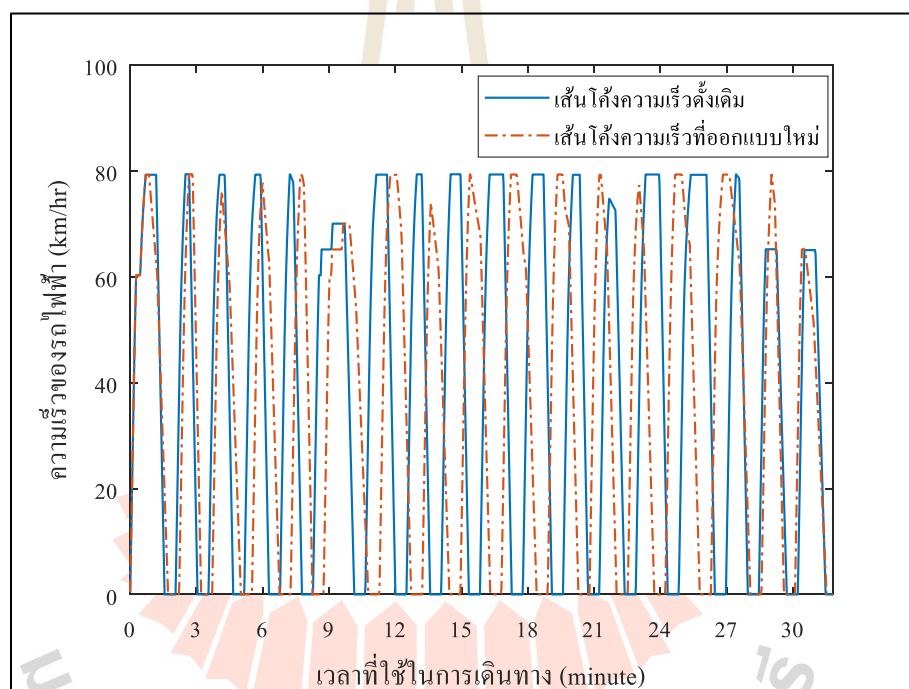 100
80
60
40
20
0
ความเร็วของรถไฟฟ้า (km/hr)
เส้นโค้งความเร็วดั้งเดิม
เส้นโค้งความเร็วที่ออกแบบใหม่
0 3 6 9 12 15 18 21 24 27 30
เวลาที่ใช้ในการเดินทาง (minute)